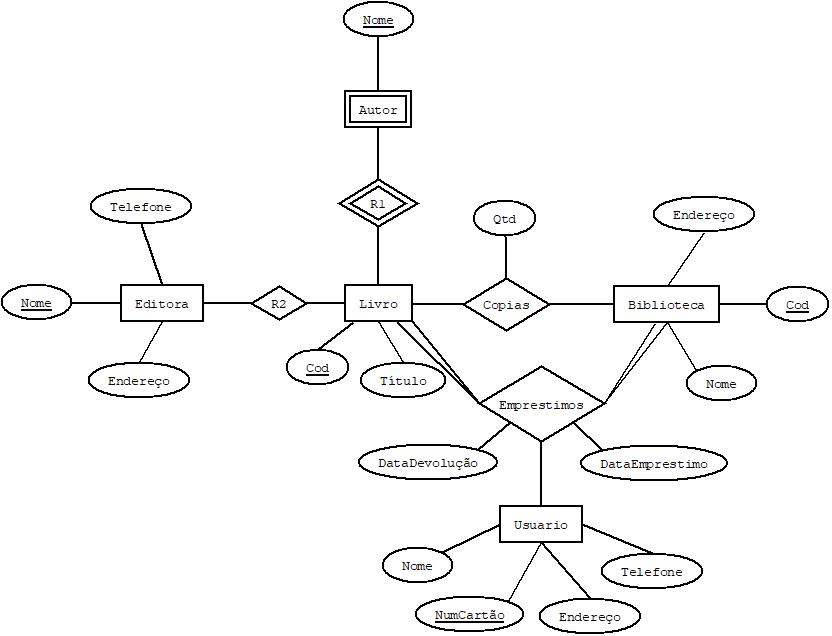 Nome
Autor
R1
Telefone
Qtd
Endereço
Nome
Editora
R2
Livro
Copias
Biblioteca
Cod
Cod
Endereço
Título
Nome
Emprestimos
DataDevolução
DataEmprestimo
Usuario
Nome
Telefone
NumCartão
Endereço